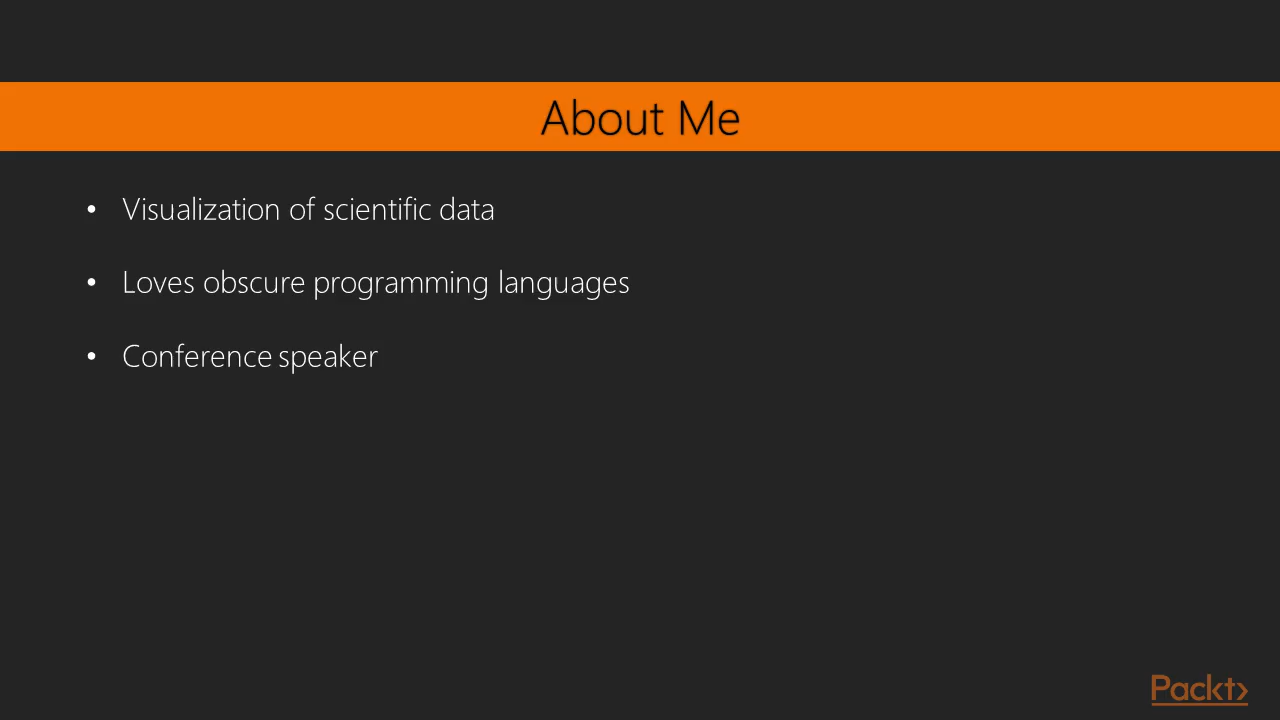 About Me
• Visualization of scientific data
• Loves obscure programming languages
• Conference speaker
Packt>